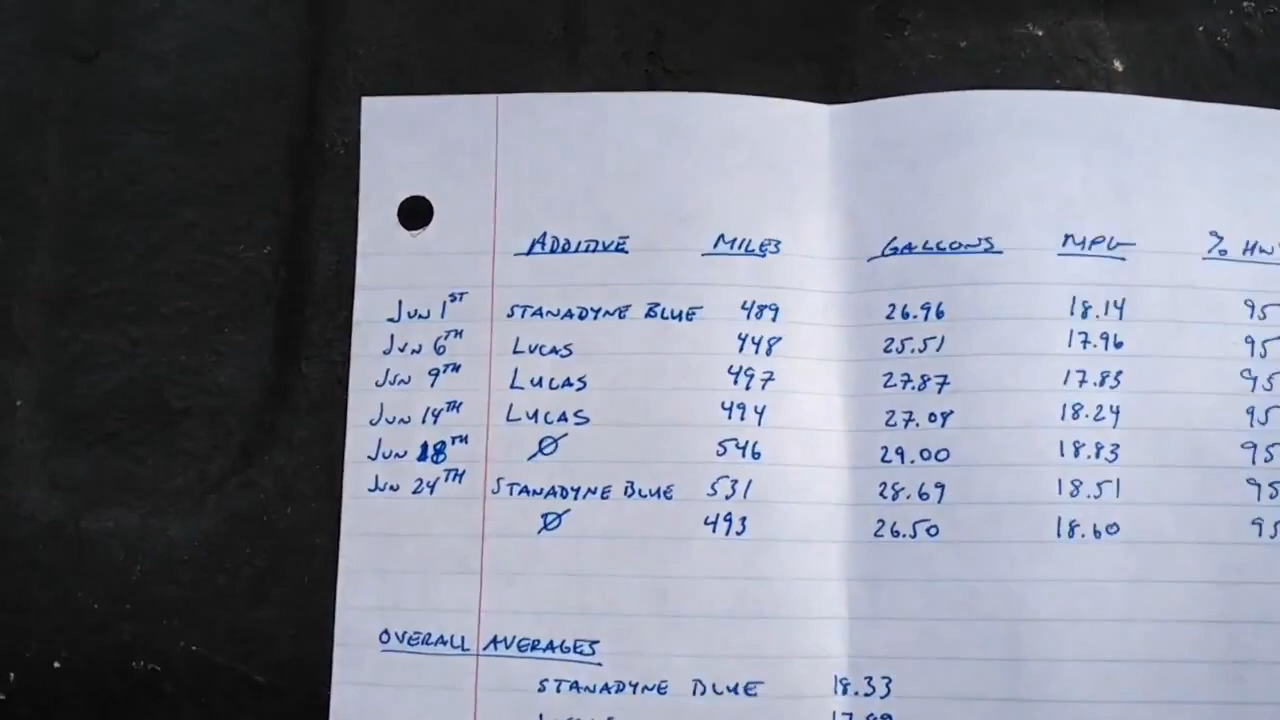 ADDITIVE MILES GALLONS MPG % HW
JUN 1ST STANADYNE BLUE 489 26.96 18.14 95
JUN 6TH LUCAS 448 25.51 17.96 95
JUN 9TH LUCAS 497 27.87 17.83 95
JUN 14TH LUCAS 494 27.08 18.24 95
JUN 18TH Ø 546 29.00 18.83 95
JUN 24TH STANADYNE BLUE 531 28.69 18.51 95
Ø 493 26.50 18.60 95
OVERALL AVERAGES
STANADYNE BLUE 18.33